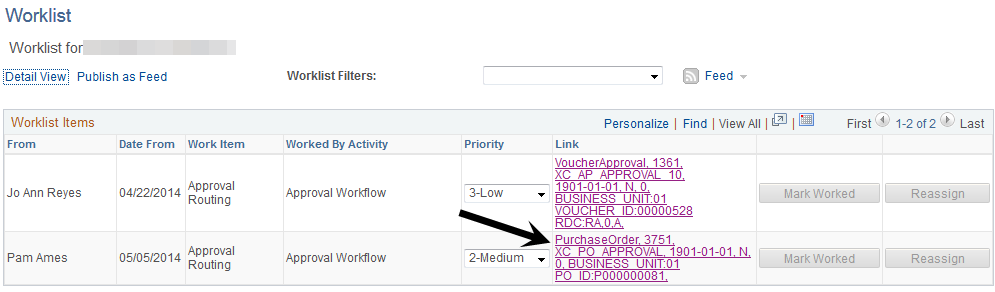 Worklist
Worklist for
Detail View Publish as Feed Worklist Filters: Feed
Worklist Items Personalize | Find | View All | | First 1-2 of 2 Last
From Date From Work Item Worked By Activity Priority Link
Jo Ann Reyes 04/22/2014 Approval Routing Approval Workflow 3-Low
VoucherApproval, 1361,
XC_AP_APPROVAL_10,
1901-01-01, N, 0,
BUSINESS_UNIT:01
VOUCHER_ID:00000528
RDC:RA,0,A,
Mark Worked Reassign
Pam Ames 05/05/2014 Approval Routing Approval Workflow 2-Medium
PurchaseOrder, 3751,
XC_PO_APPROVAL, 1901-01-01, N,
0, BUSINESS_UNIT:01
PO_ID:P000000081,
Mark Worked Reassign